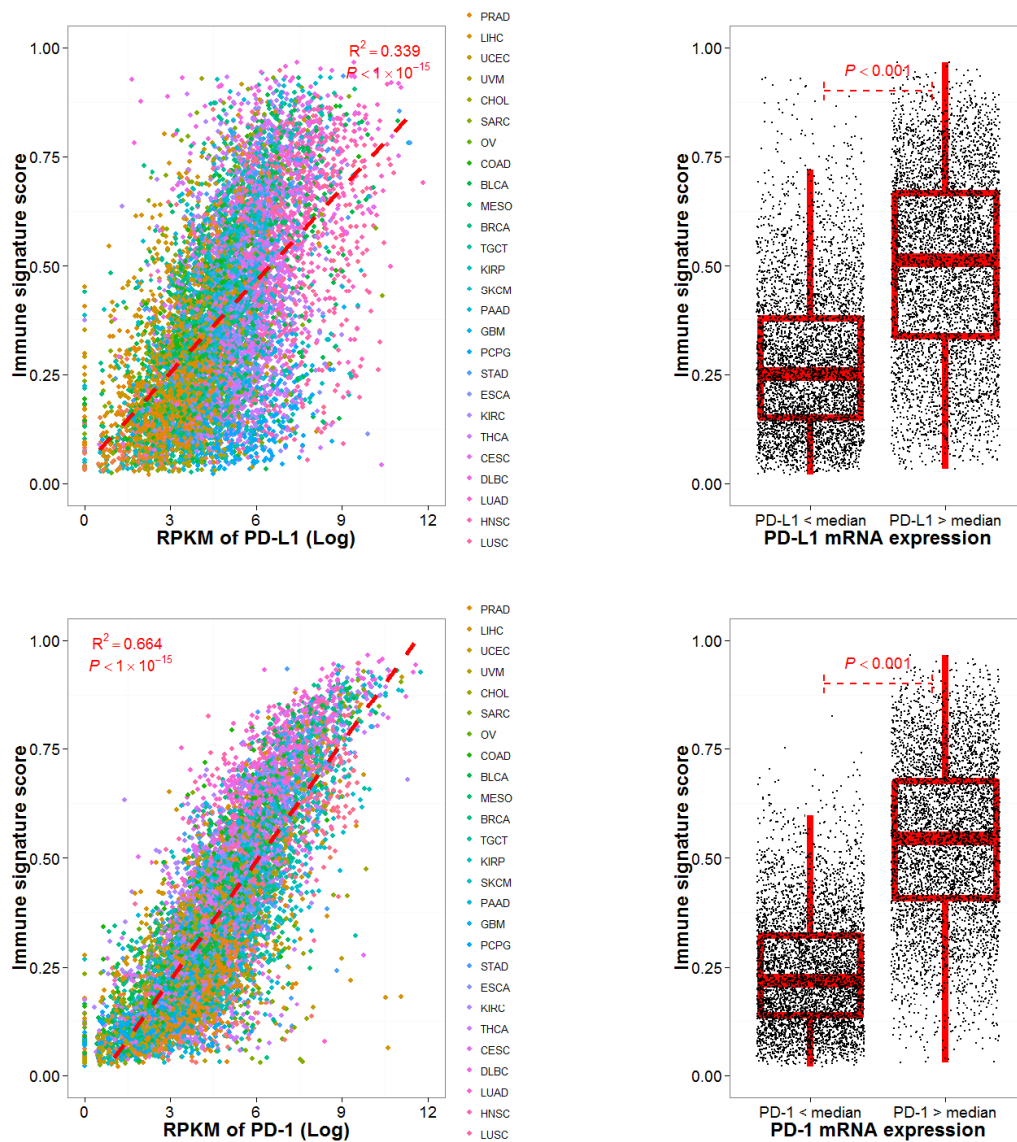 1.00
0.75
0.50
0.25
0.00
Immune signature score
R² = 0.339
P < 1 × 10⁻¹⁵
0
3
6
9
12
RPKM of PD-L1 (Log)
PRAD
LIHC
UCEC
UVM
CHOL
SARC
OV
COAD
BLCA
MESO
BRCA
TGCT
KIRP
SKCM
PAAD
GBM
PCPG
STAD
ESCA
KIRC
THCA
CESC
DLBC
LUAD
HNSC
LUSC
1.00
0.75
0.50
0.25
0.00
Immune signature score
P < 0.001
PD-L1 < median
PD-L1 > median
PD-L1 mRNA expression
1.00
0.75
0.50
0.25
0.00
Immune signature score
R² = 0.664
P < 1 × 10⁻¹⁵
0
3
6
9
12
RPKM of PD-1 (Log)
PRAD
LIHC
UCEC
UVM
CHOL
SARC
OV
COAD
BLCA
MESO
BRCA
TGCT
KIRP
SKCM
PAAD
GBM
PCPG
STAD
ESCA
KIRC
THCA
CESC
DLBC
LUAD
HNSC
LUSC
1.00
0.75
0.50
0.25
0.00
Immune signature score
P < 0.001
PD-1 < median
PD-1 > median
PD-1 mRNA expression